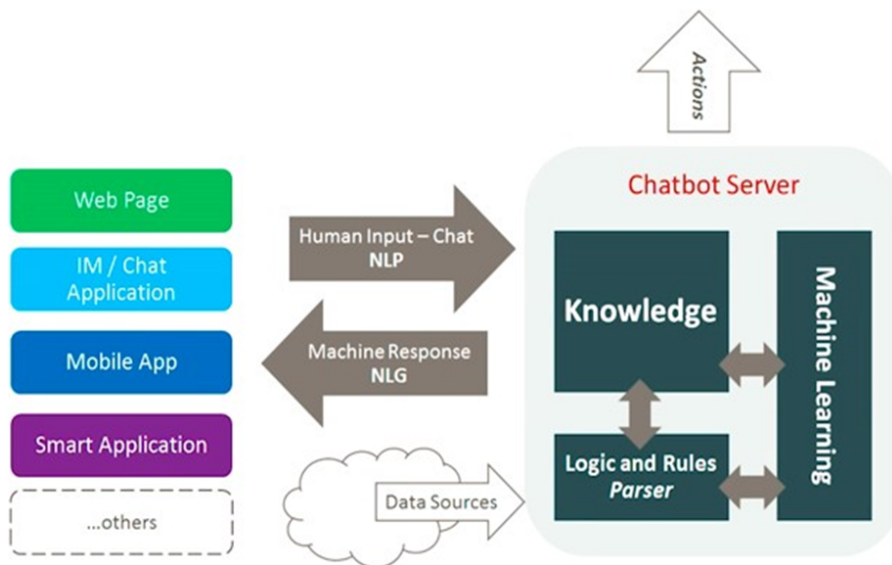 Actions
Web Page
IM / Chat
Application
Mobile App
Smart Application
...others
Human Input – Chat
NLP
Machine Response
NLG
Data Sources
Chatbot Server
Knowledge
Logic and Rules
Parser
Machine Learning